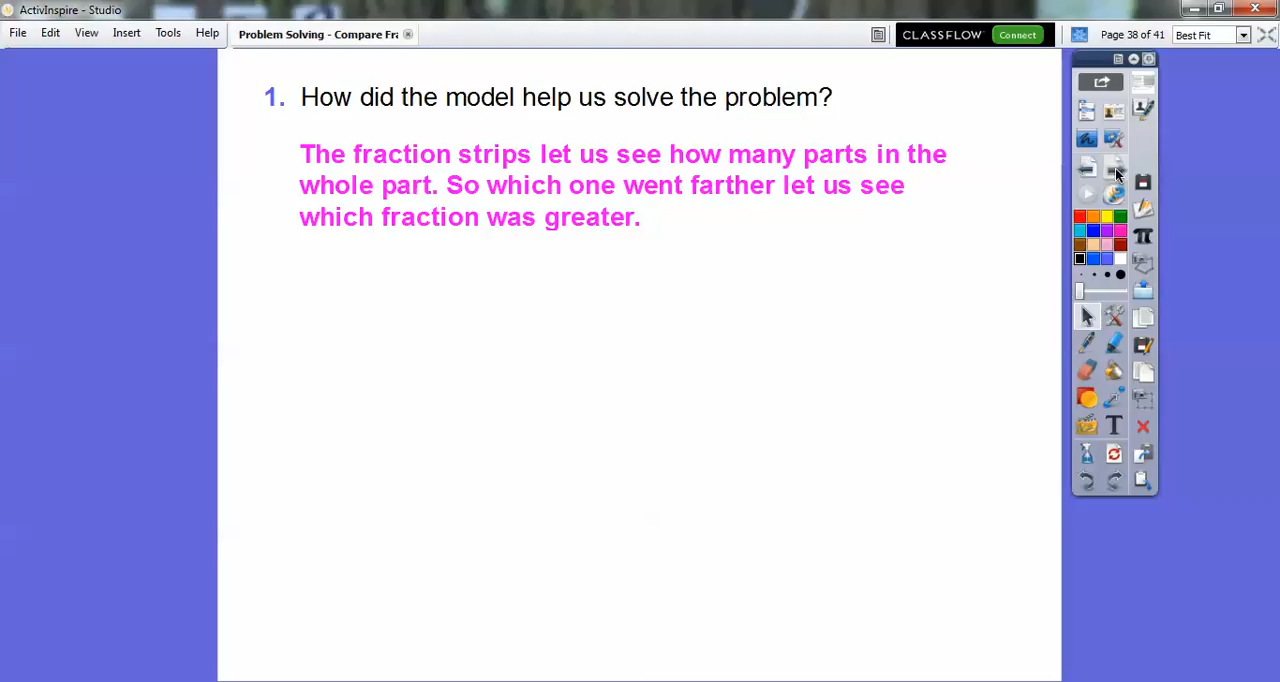 ActivInspire - Studio
File Edit View Insert Tools Help
Problem Solving - Compare Fra
CLASSFLOW Connect
Page 38 of 41
Best Fit
1. How did the model help us solve the problem?
The fraction strips let us see how many parts in the
whole part. So which one went farther let us see
which fraction was greater.